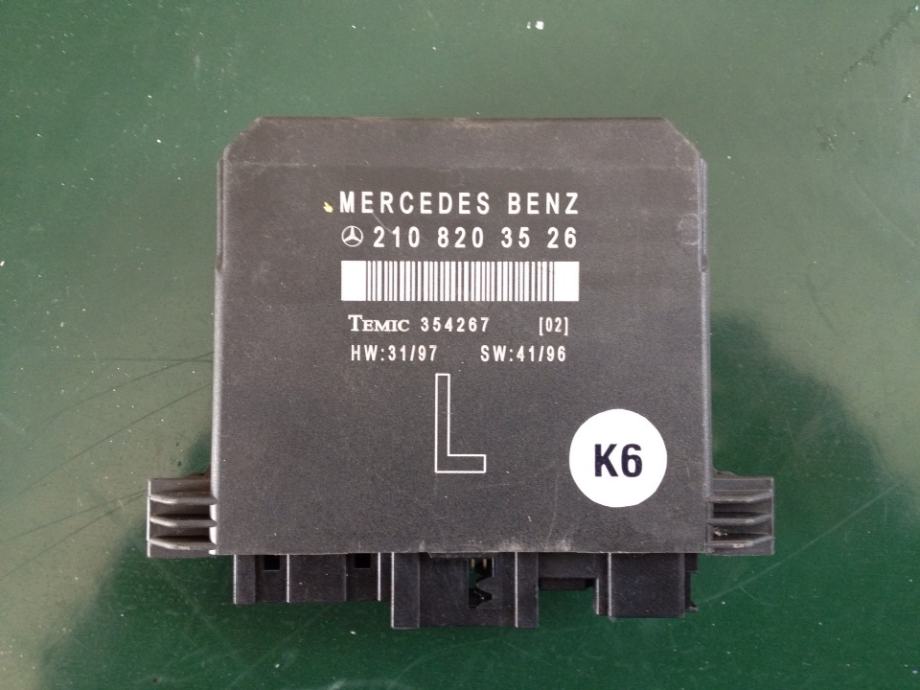 MERCEDES BENZ
210 820 35 26
TEMIC 354267 [02]
HW:31/97 SW:41/96
L
K6